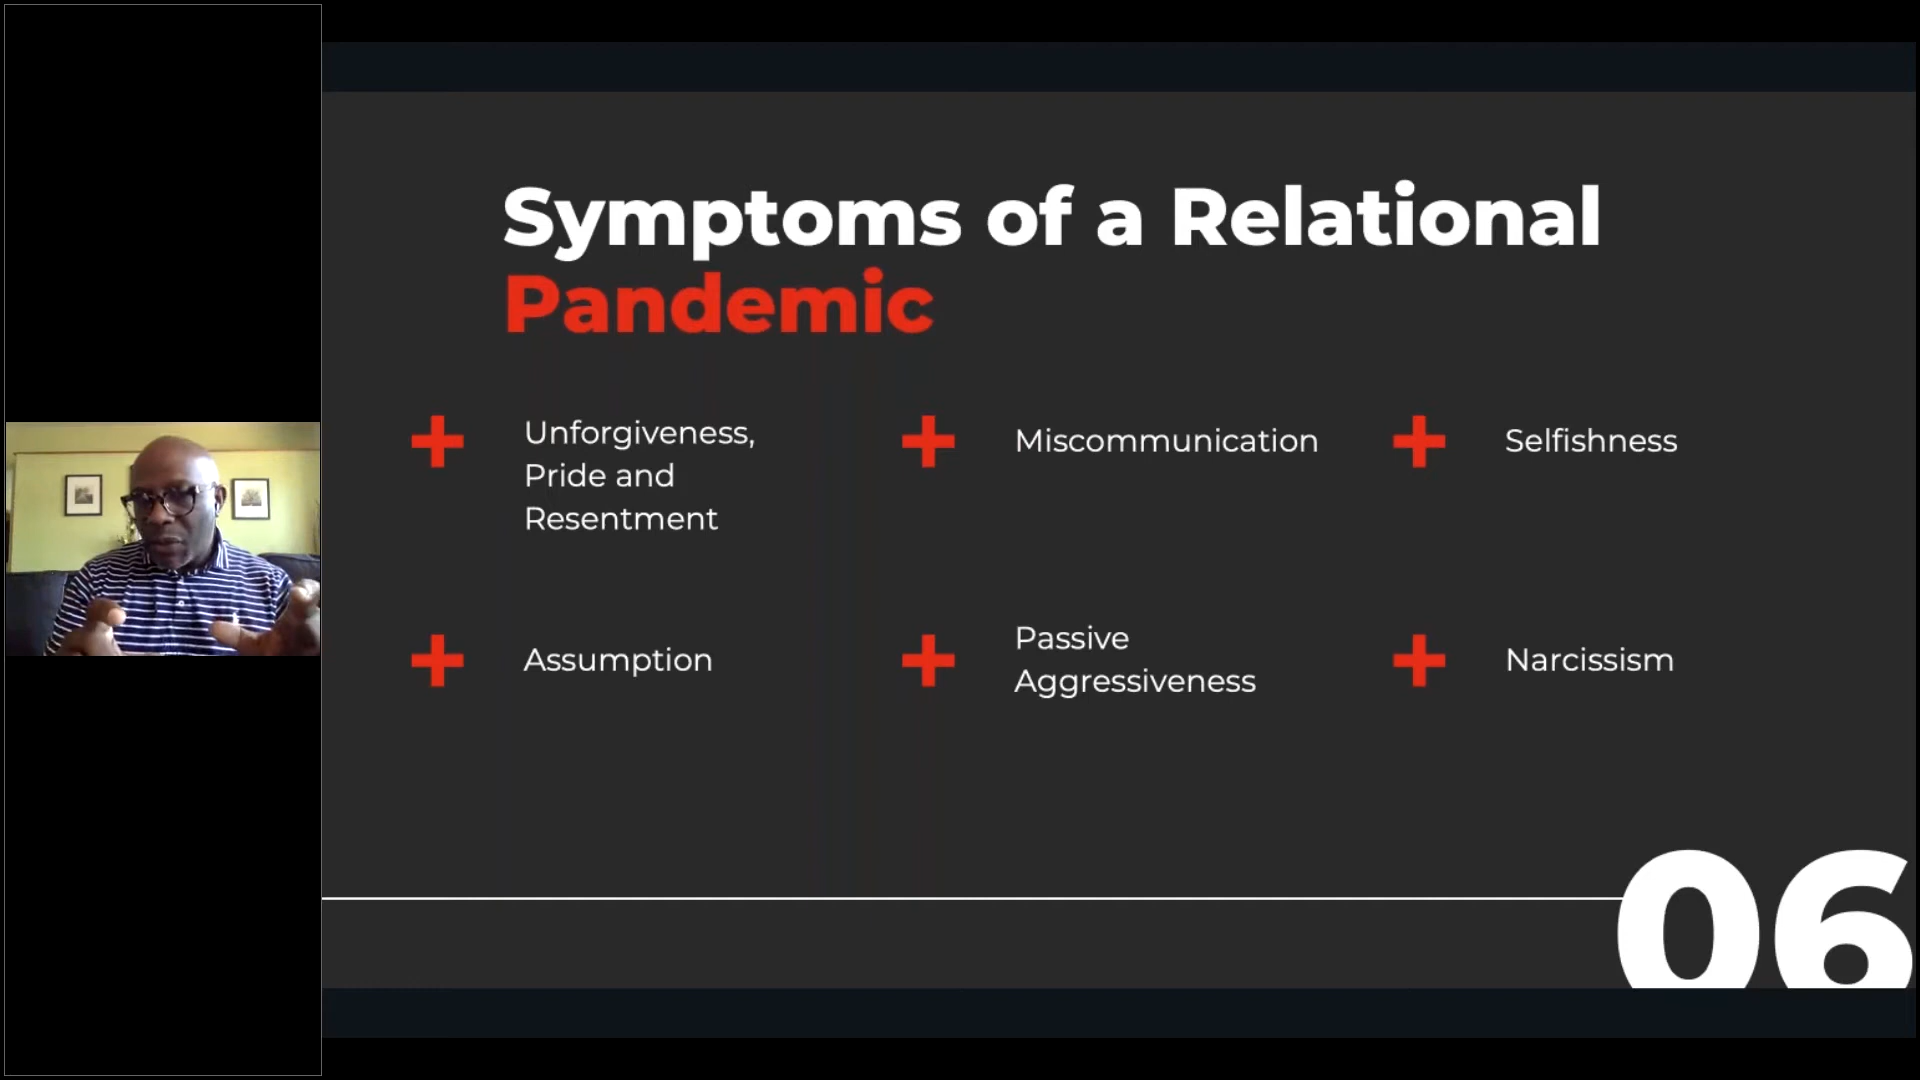 Symptoms of a Relational
Pandemic
Unforgiveness,
Pride and
Resentment
Miscommunication
Selfishness
Assumption
Passive
Aggressiveness
Narcissism
06